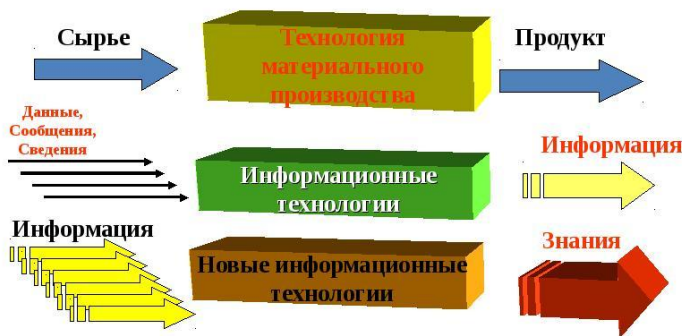 Сырье
Технология
материального
производства
Продукт
Данные,
Сообщения,
Сведения
Информационные
технологии
Информация
Информация
Новые информационные
технологии
Знания